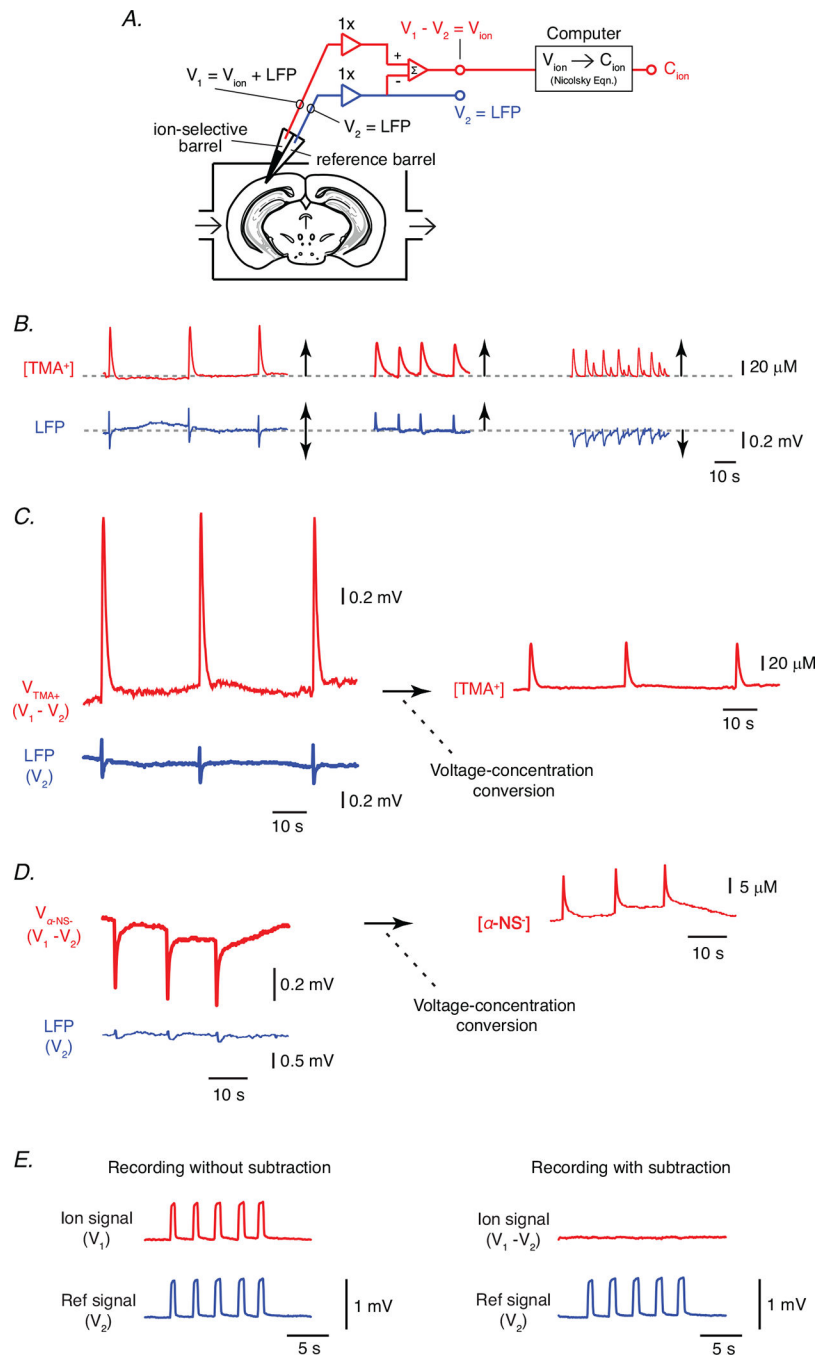 A.
1x
V1 - V2 = Vion
Computer
+
Σ
-
Vion → Cion
(Nicolsky Eqn.)
Cion
V1 = Vion + LFP
1x
V2 = LFP
V2 = LFP
ion-selective
barrel
reference barrel
B.
[TMA+]
20 µM
LFP
0.2 mV
10 s
C.
0.2 mV
VTMA+
(V1 - V2)
[TMA+]
20 µM
10 s
LFP
(V2)
Voltage-concentration
conversion
0.2 mV
10 s
D.
Vα-NS-
(V1 -V2)
[α-NS-]
5 µM
10 s
0.2 mV
Voltage-concentration
conversion
LFP
(V2)
0.5 mV
10 s
E.
Recording without subtraction
Recording with subtraction
Ion signal
(V1)
Ion signal
(V1 -V2)
Ref signal
(V2)
1 mV
5 s
Ref signal
(V2)
1 mV
5 s